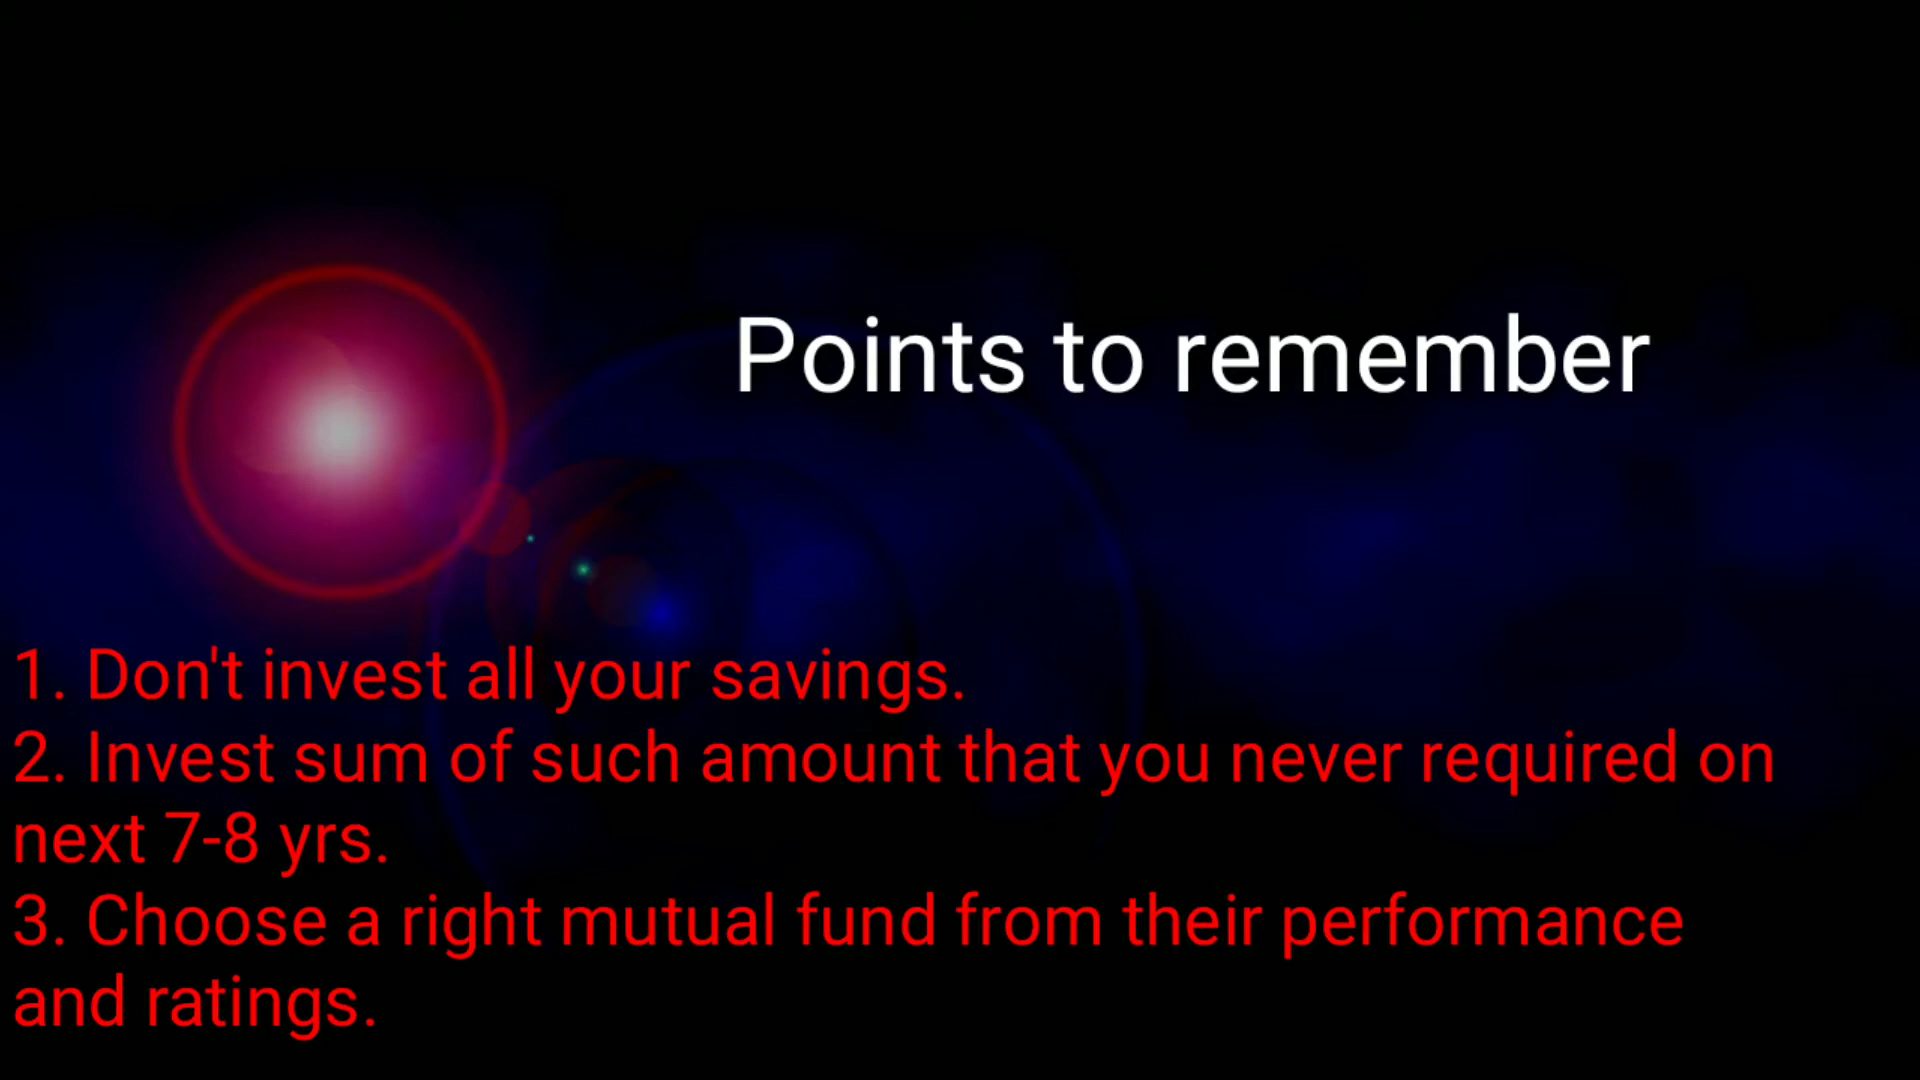 Points to remember
1. Don't invest all your savings.
2. Invest sum of such amount that you never required on
next 7-8 yrs.
3. Choose a right mutual fund from their performance
and ratings.